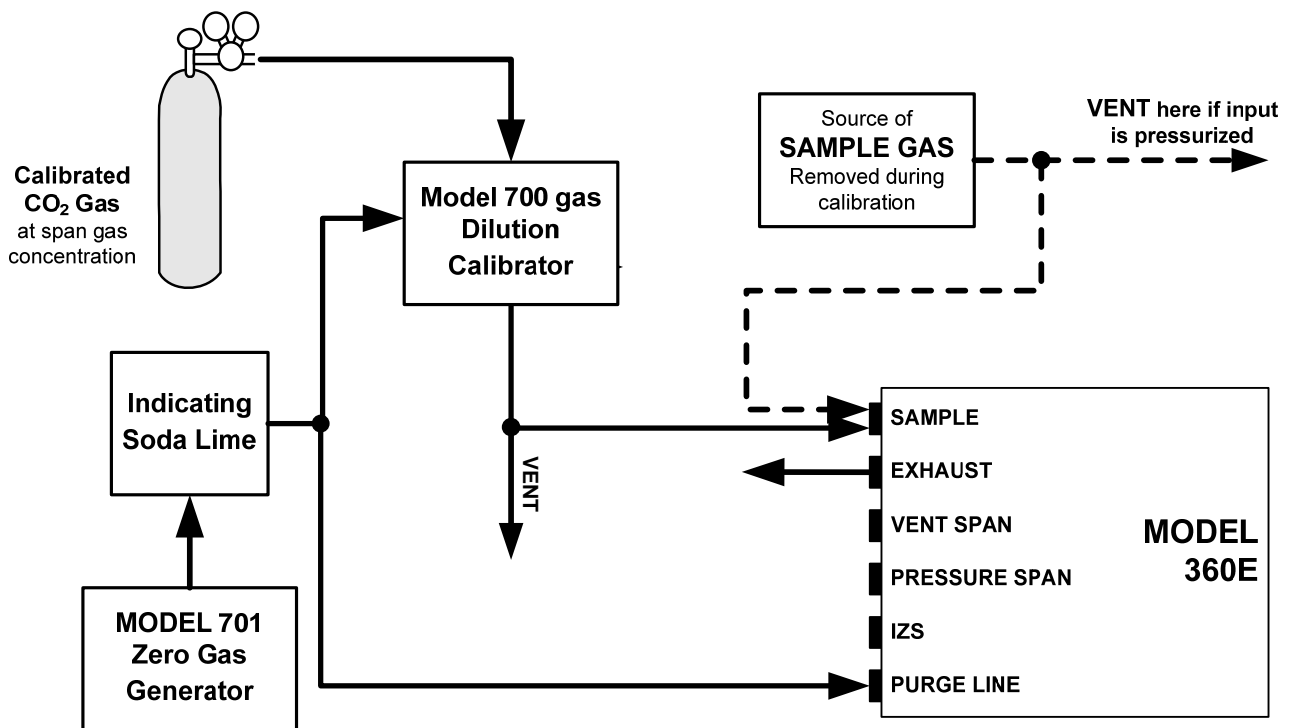 Calibrated
CO₂ Gas
at span gas
concentration
Model 700 gas
Dilution
Calibrator
Source of
SAMPLE GAS
Removed during
calibration
VENT here if input
is pressurized
Indicating
Soda Lime
MODEL 701
Zero Gas
Generator
VENT
SAMPLE
EXHAUST
VENT SPAN
PRESSURE SPAN
IZS
PURGE LINE
MODEL
360E